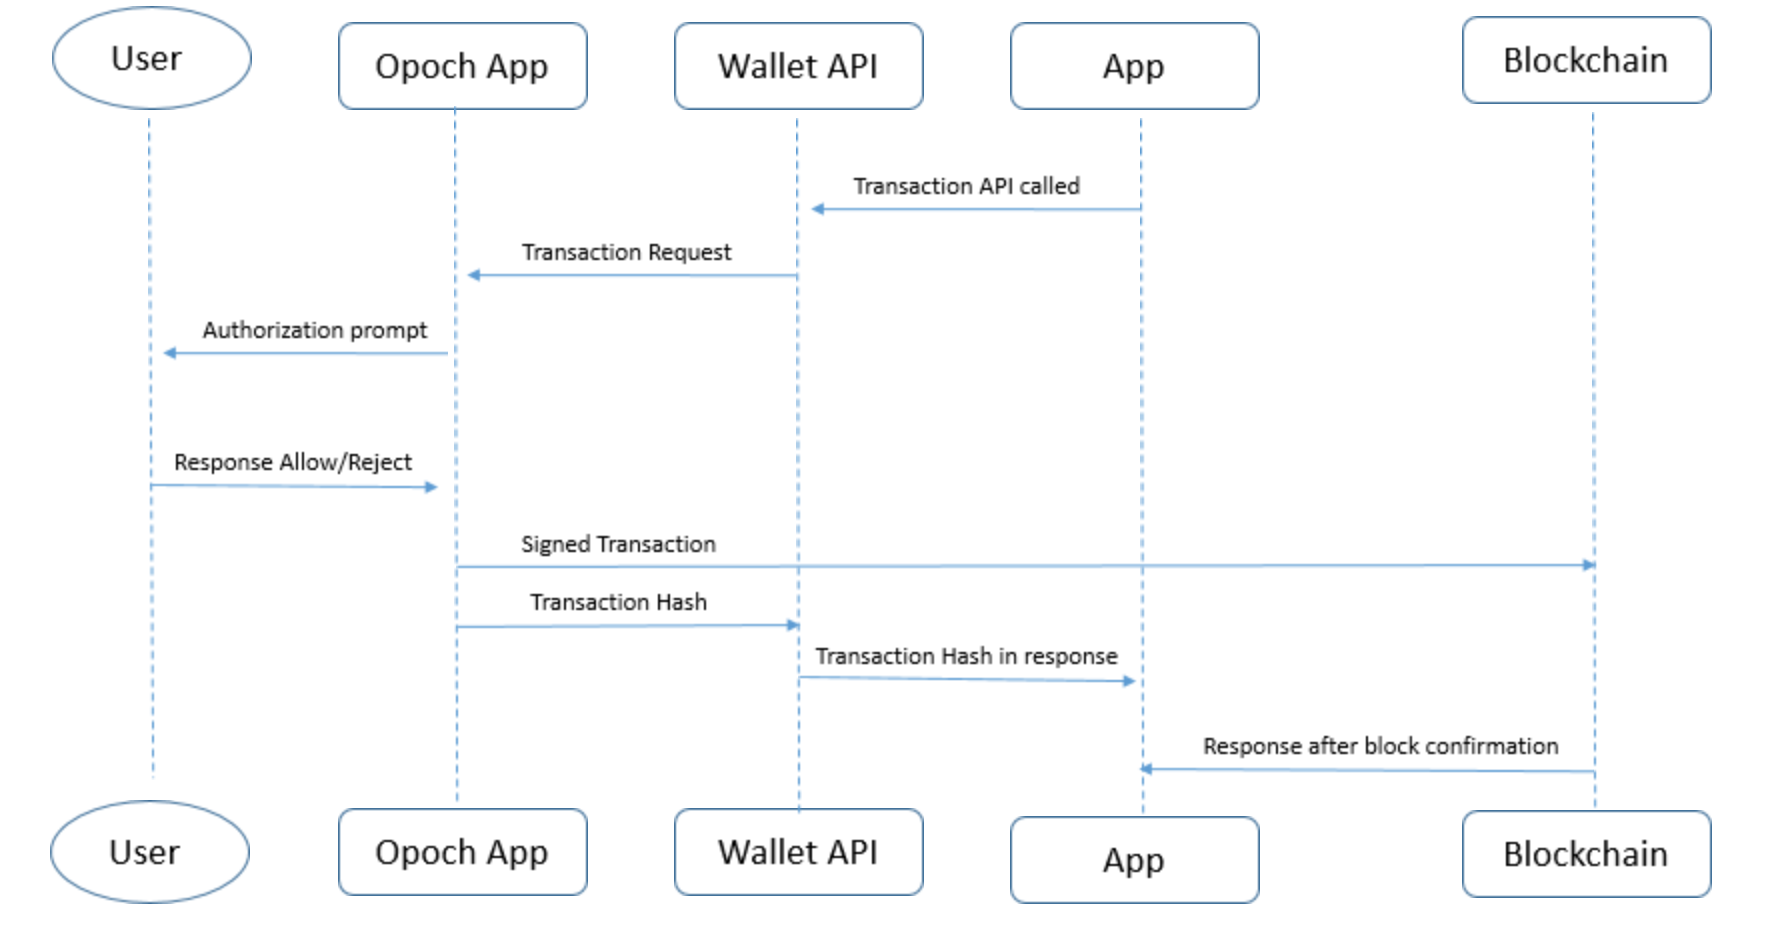 User
Opoch App
Wallet API
App
Blockchain
Transaction API called
Transaction Request
Authorization prompt
Response Allow/Reject
Signed Transaction
Transaction Hash
Transaction Hash in response
Response after block confirmation
User
Opoch App
Wallet API
App
Blockchain